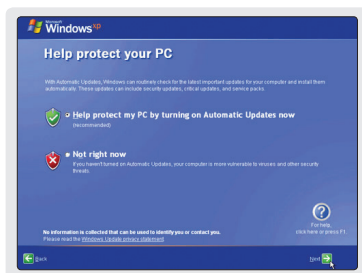 Microsoft
Windows xp
Help protect your PC
With Automatic Updates, Windows can routinely check for the latest important updates for your computer and install them
automatically. These updates can include security updates, critical updates, and service packs.
Help protect my PC by turning on Automatic Updates now
(recommended)
Not right now
If you haven't turned on Automatic Updates, your computer is more vulnerable to viruses and other security
threats.
For help,
click here or press F1.
No information is collected that can be used to identify you or contact you.
Please read the Windows Update privacy statement.
Back
Next